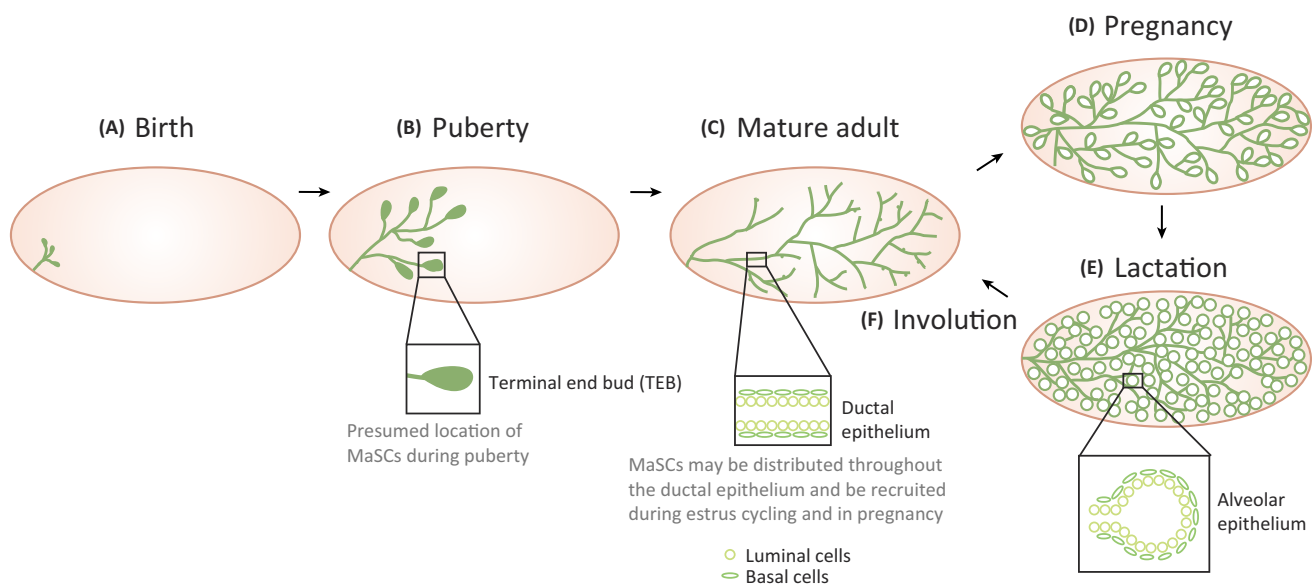 (A) Birth
(B) Puberty
(C) Mature adult
(D) Pregnancy
(E) Lactation
(F) Involution
Terminal end bud (TEB)
Presumed location of
MaSCs during puberty
Ductal
epithelium
MaSCs may be distributed throughout
the ductal epithelium and be recruited
during estrus cycling and in pregnancy
Alveolar
epithelium
Luminal cells
Basal cells